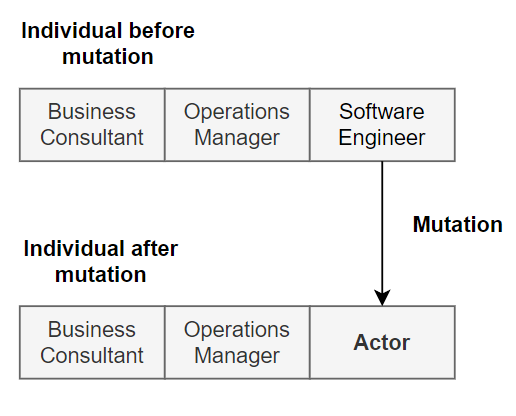 Individual before
mutation
Business
Consultant
Operations
Manager
Software
Engineer
Mutation
Individual after
mutation
Business
Consultant
Operations
Manager
Actor